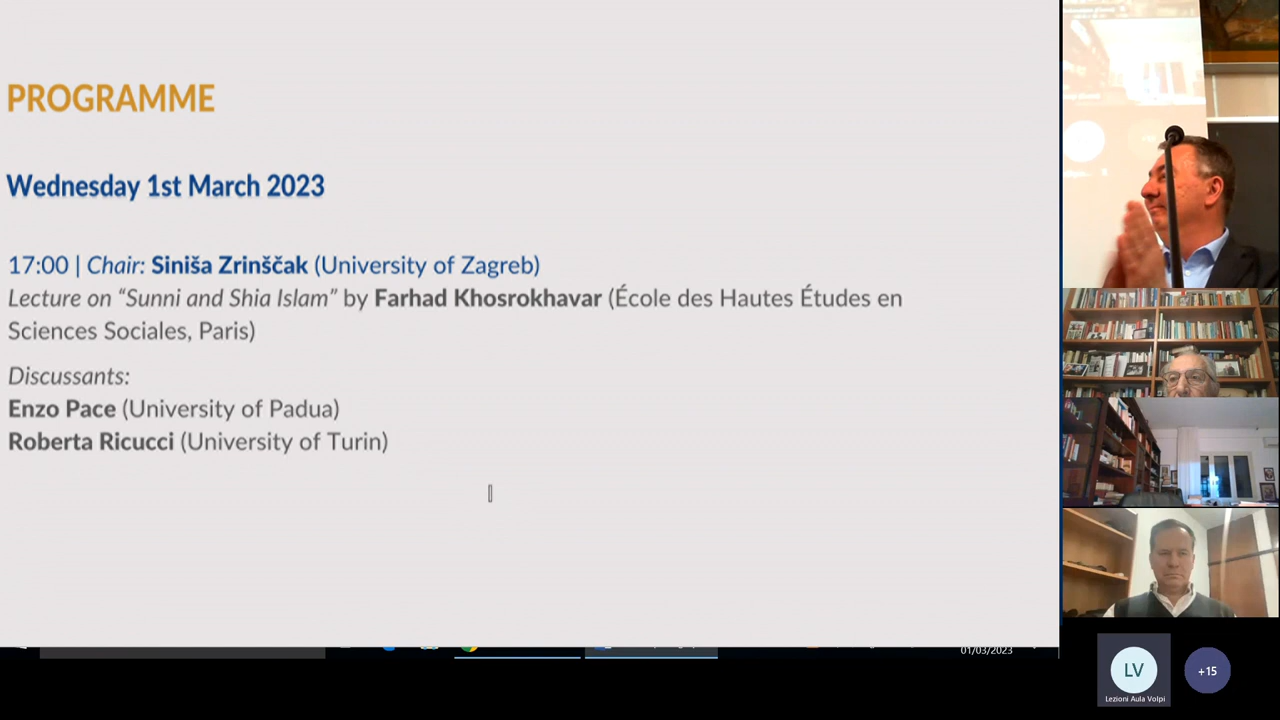 PROGRAMME
Wednesday 1st March 2023
17:00 | Chair: Siniša Zrinščak (University of Zagreb)
Lecture on “Sunni and Shia Islam” by Farhad Khosrokhavar (École des Hautes Études en
Sciences Sociales, Paris)
Discussants:
Enzo Pace (University of Padua)
Roberta Ricucci (University of Turin)
01/03/2023
LV
Lezioni Aula Volpi
+15